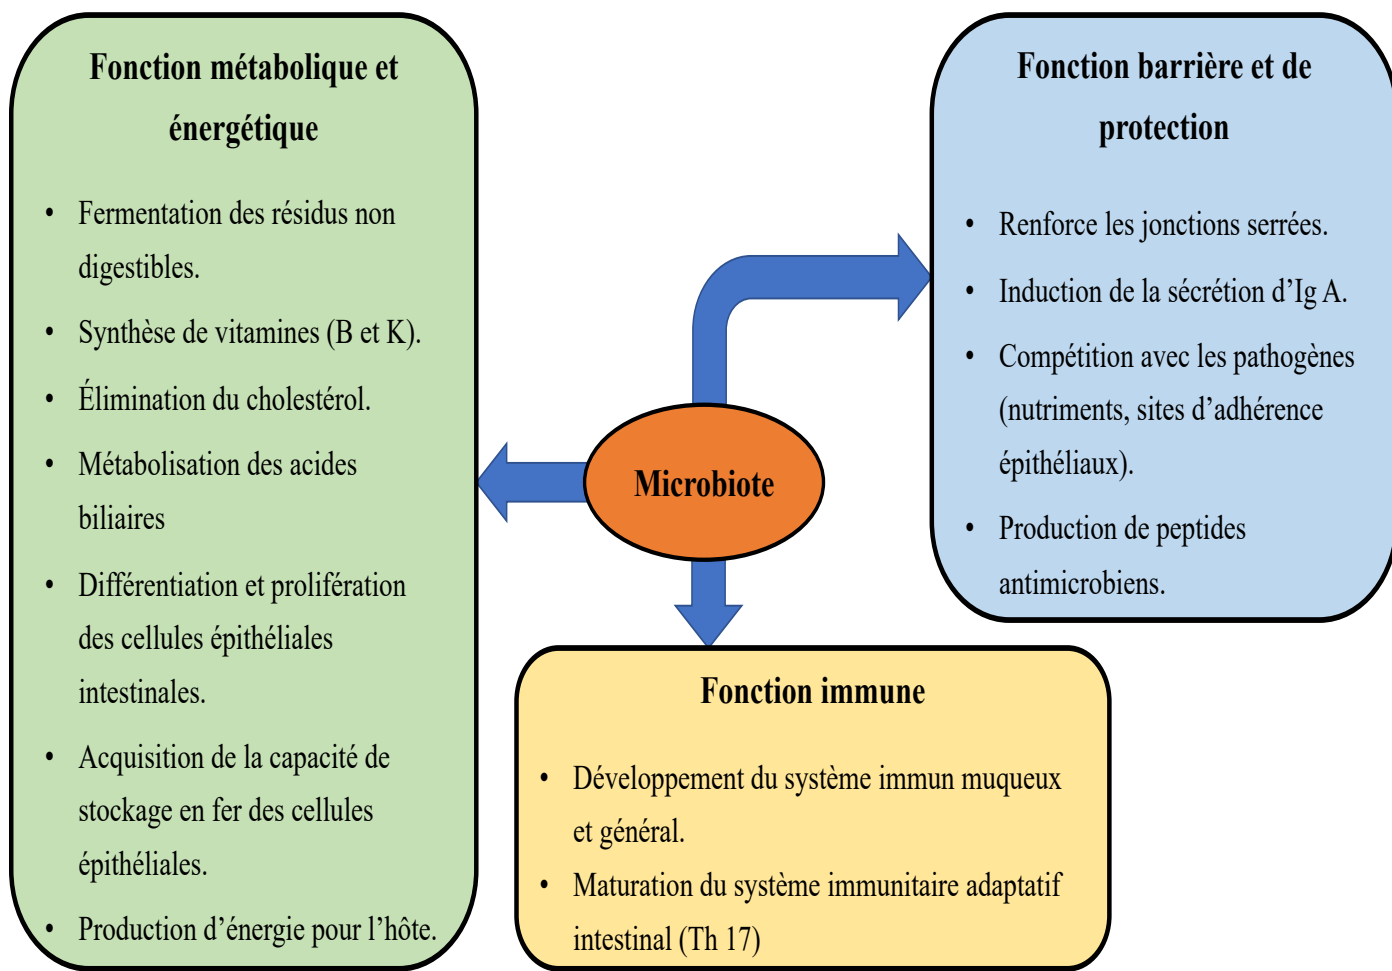 Fonction métabolique et
énergétique
• Fermentation des résidus non
digestibles.
• Synthèse de vitamines (B et K).
• Élimination du cholestérol.
• Métabolisation des acides
biliaires
• Différentiation et prolifération
des cellules épithéliales
intestinales.
• Acquisition de la capacité de
stockage en fer des cellules
épithéliales.
• Production d’énergie pour l’hôte.
Microbiote
Fonction barrière et de
protection
• Renforce les jonctions serrées.
• Induction de la sécrétion d’Ig A.
• Compétition avec les pathogènes
(nutriments, sites d’adhérence
épithéliaux).
• Production de peptides
antimicrobiens.
Fonction immune
• Développement du système immun muqueux
et général.
• Maturation du système immunitaire adaptatif
intestinal (Th 17)